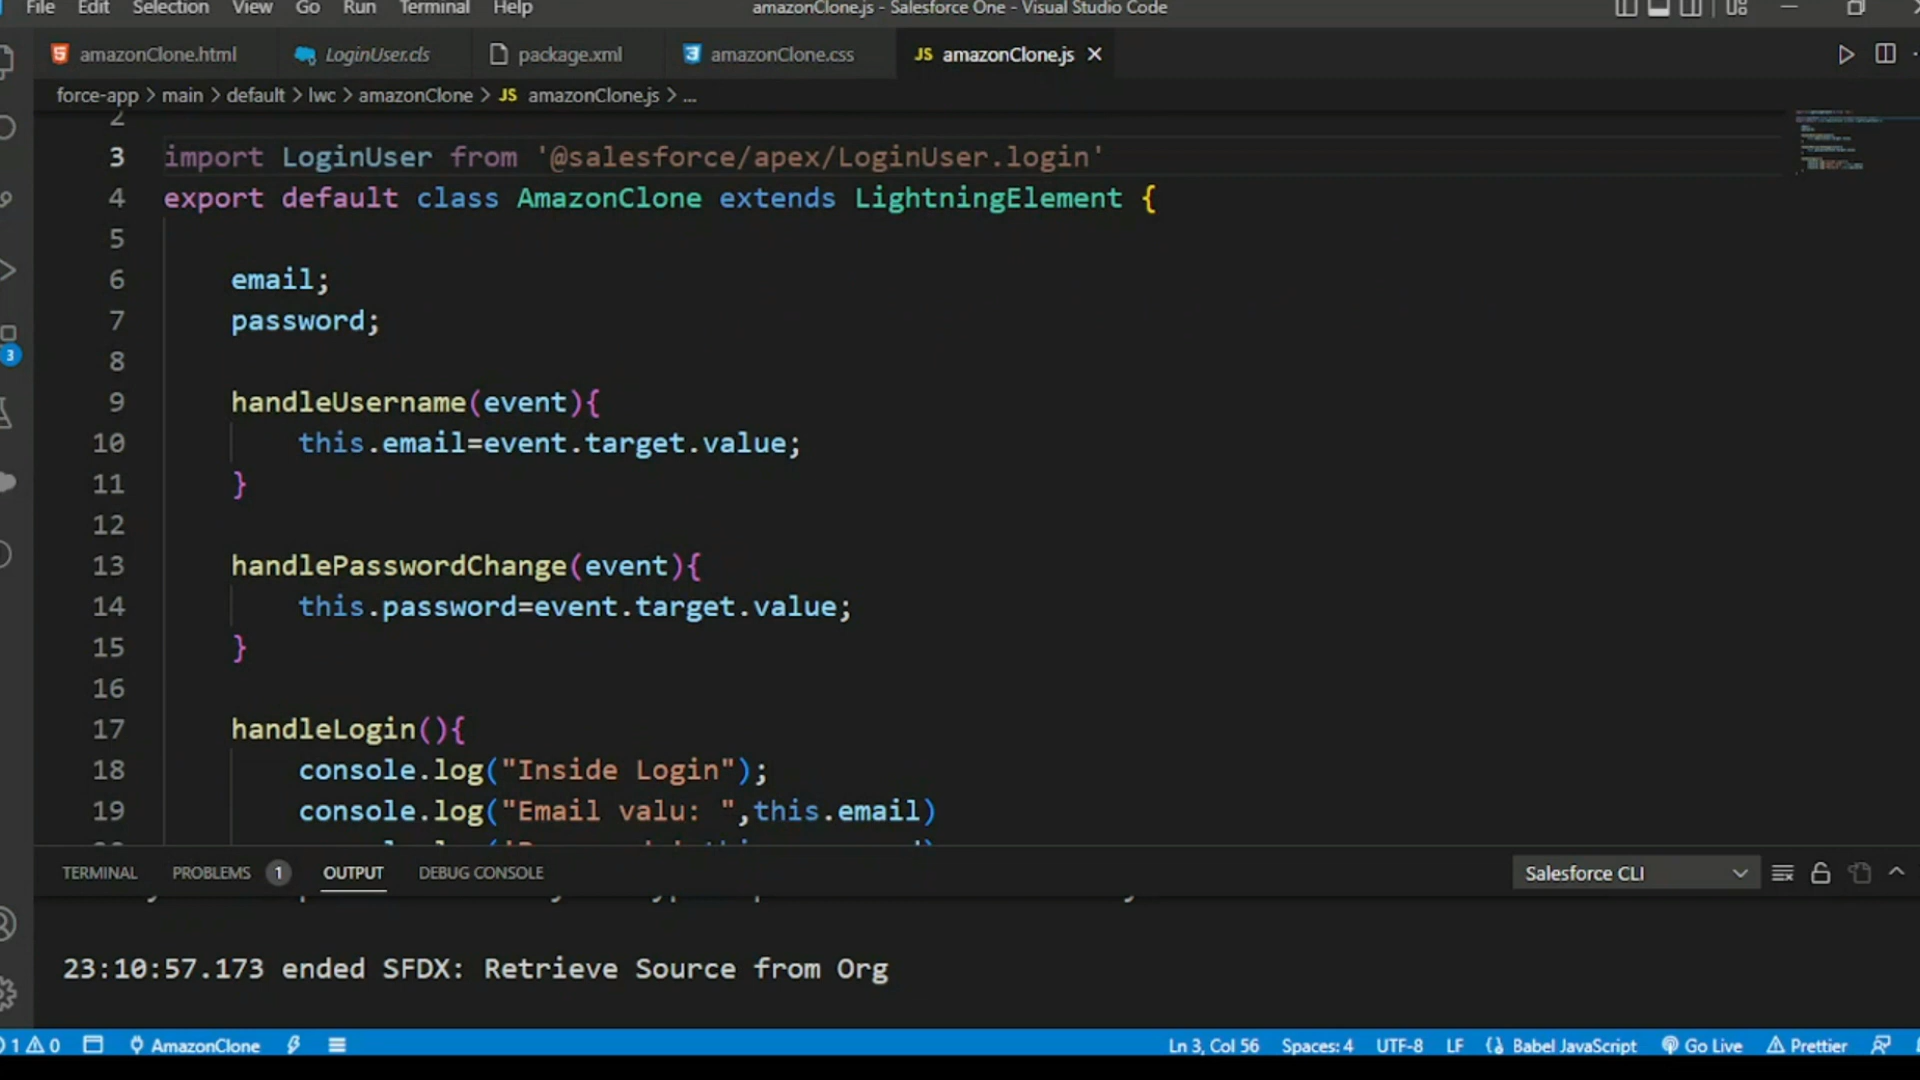 File Edit Selection View Go Run Terminal Help amazonClone.js - Salesforce One - Visual Studio Code
amazonClone.html LoginUser.cls package.xml amazonClone.css JS amazonClone.js
force-app > main > default > lwc > amazonClone > JS amazonClone.js > ...
2
3 import LoginUser from '@salesforce/apex/LoginUser.login'
4 export default class AmazonClone extends LightningElement {
5
6 email;
7 password;
8
9 handleUsername(event){
10 this.email=event.target.value;
11 }
12
13 handlePasswordChange(event){
14 this.password=event.target.value;
15 }
16
17 handleLogin(){
18 console.log("Inside Login");
19 console.log("Email valu: ",this.email)
3
TERMINAL PROBLEMS 1 OUTPUT DEBUG CONSOLE Salesforce CLI
23:10:57.173 ended SFDX: Retrieve Source from Org
1 0 AmazonClone Ln 3, Col 56 Spaces: 4 UTF-8 LF Babel JavaScript Go Live Prettier